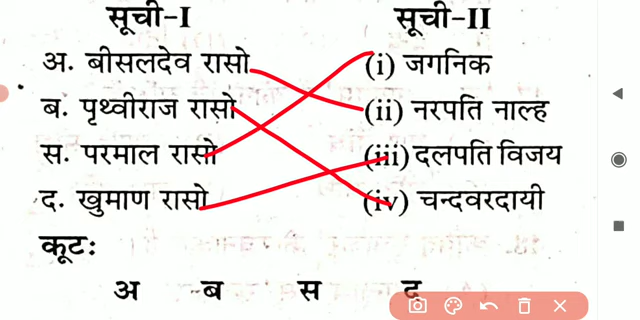 सूची-I सूची-II
अ. बीसलदेव रासो (i) जगनिक
ब. पृथ्वीराज रासो (ii) नरपति नाल्ह
स. परमाल रासो (iii) दलपति विजय
द. खुमाण रासो (iv) चन्दवरदायी
कूटः
अ ब स द